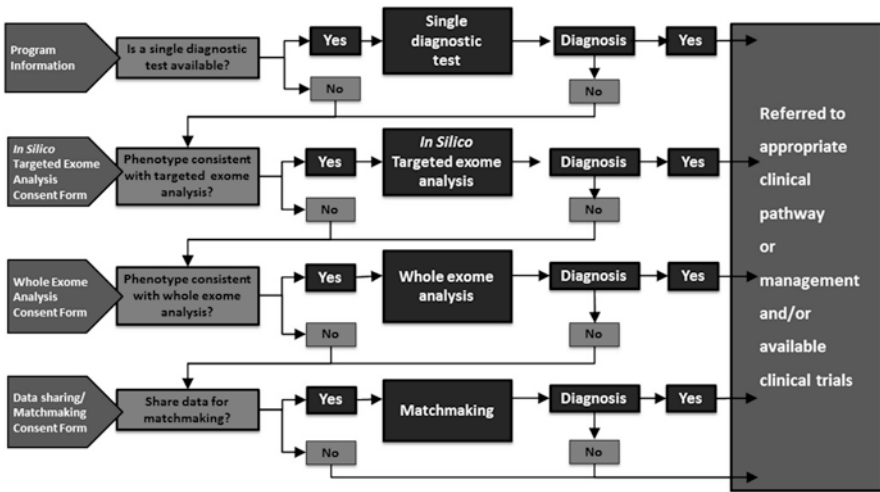 Program
Information
Is a single diagnostic
test available?
Yes
No
Single
diagnostic
test
Diagnosis
Yes
No
In Silico
Targeted Exome
Analysis
Consent Form
Phenotype consistent
with targeted exome
analysis?
Yes
No
In Silico
Targeted exome
analysis
Diagnosis
Yes
No
Whole Exome
Analysis
Consent Form
Phenotype consistent
with whole exome
analysis?
Yes
No
Whole exome
analysis
Diagnosis
Yes
No
Data sharing/
Matchmaking
Consent Form
Share data for
matchmaking?
Yes
No
Matchmaking
Diagnosis
Yes
No
Referred to
appropriate
clinical
pathway
or
management
and/or
available
clinical trials